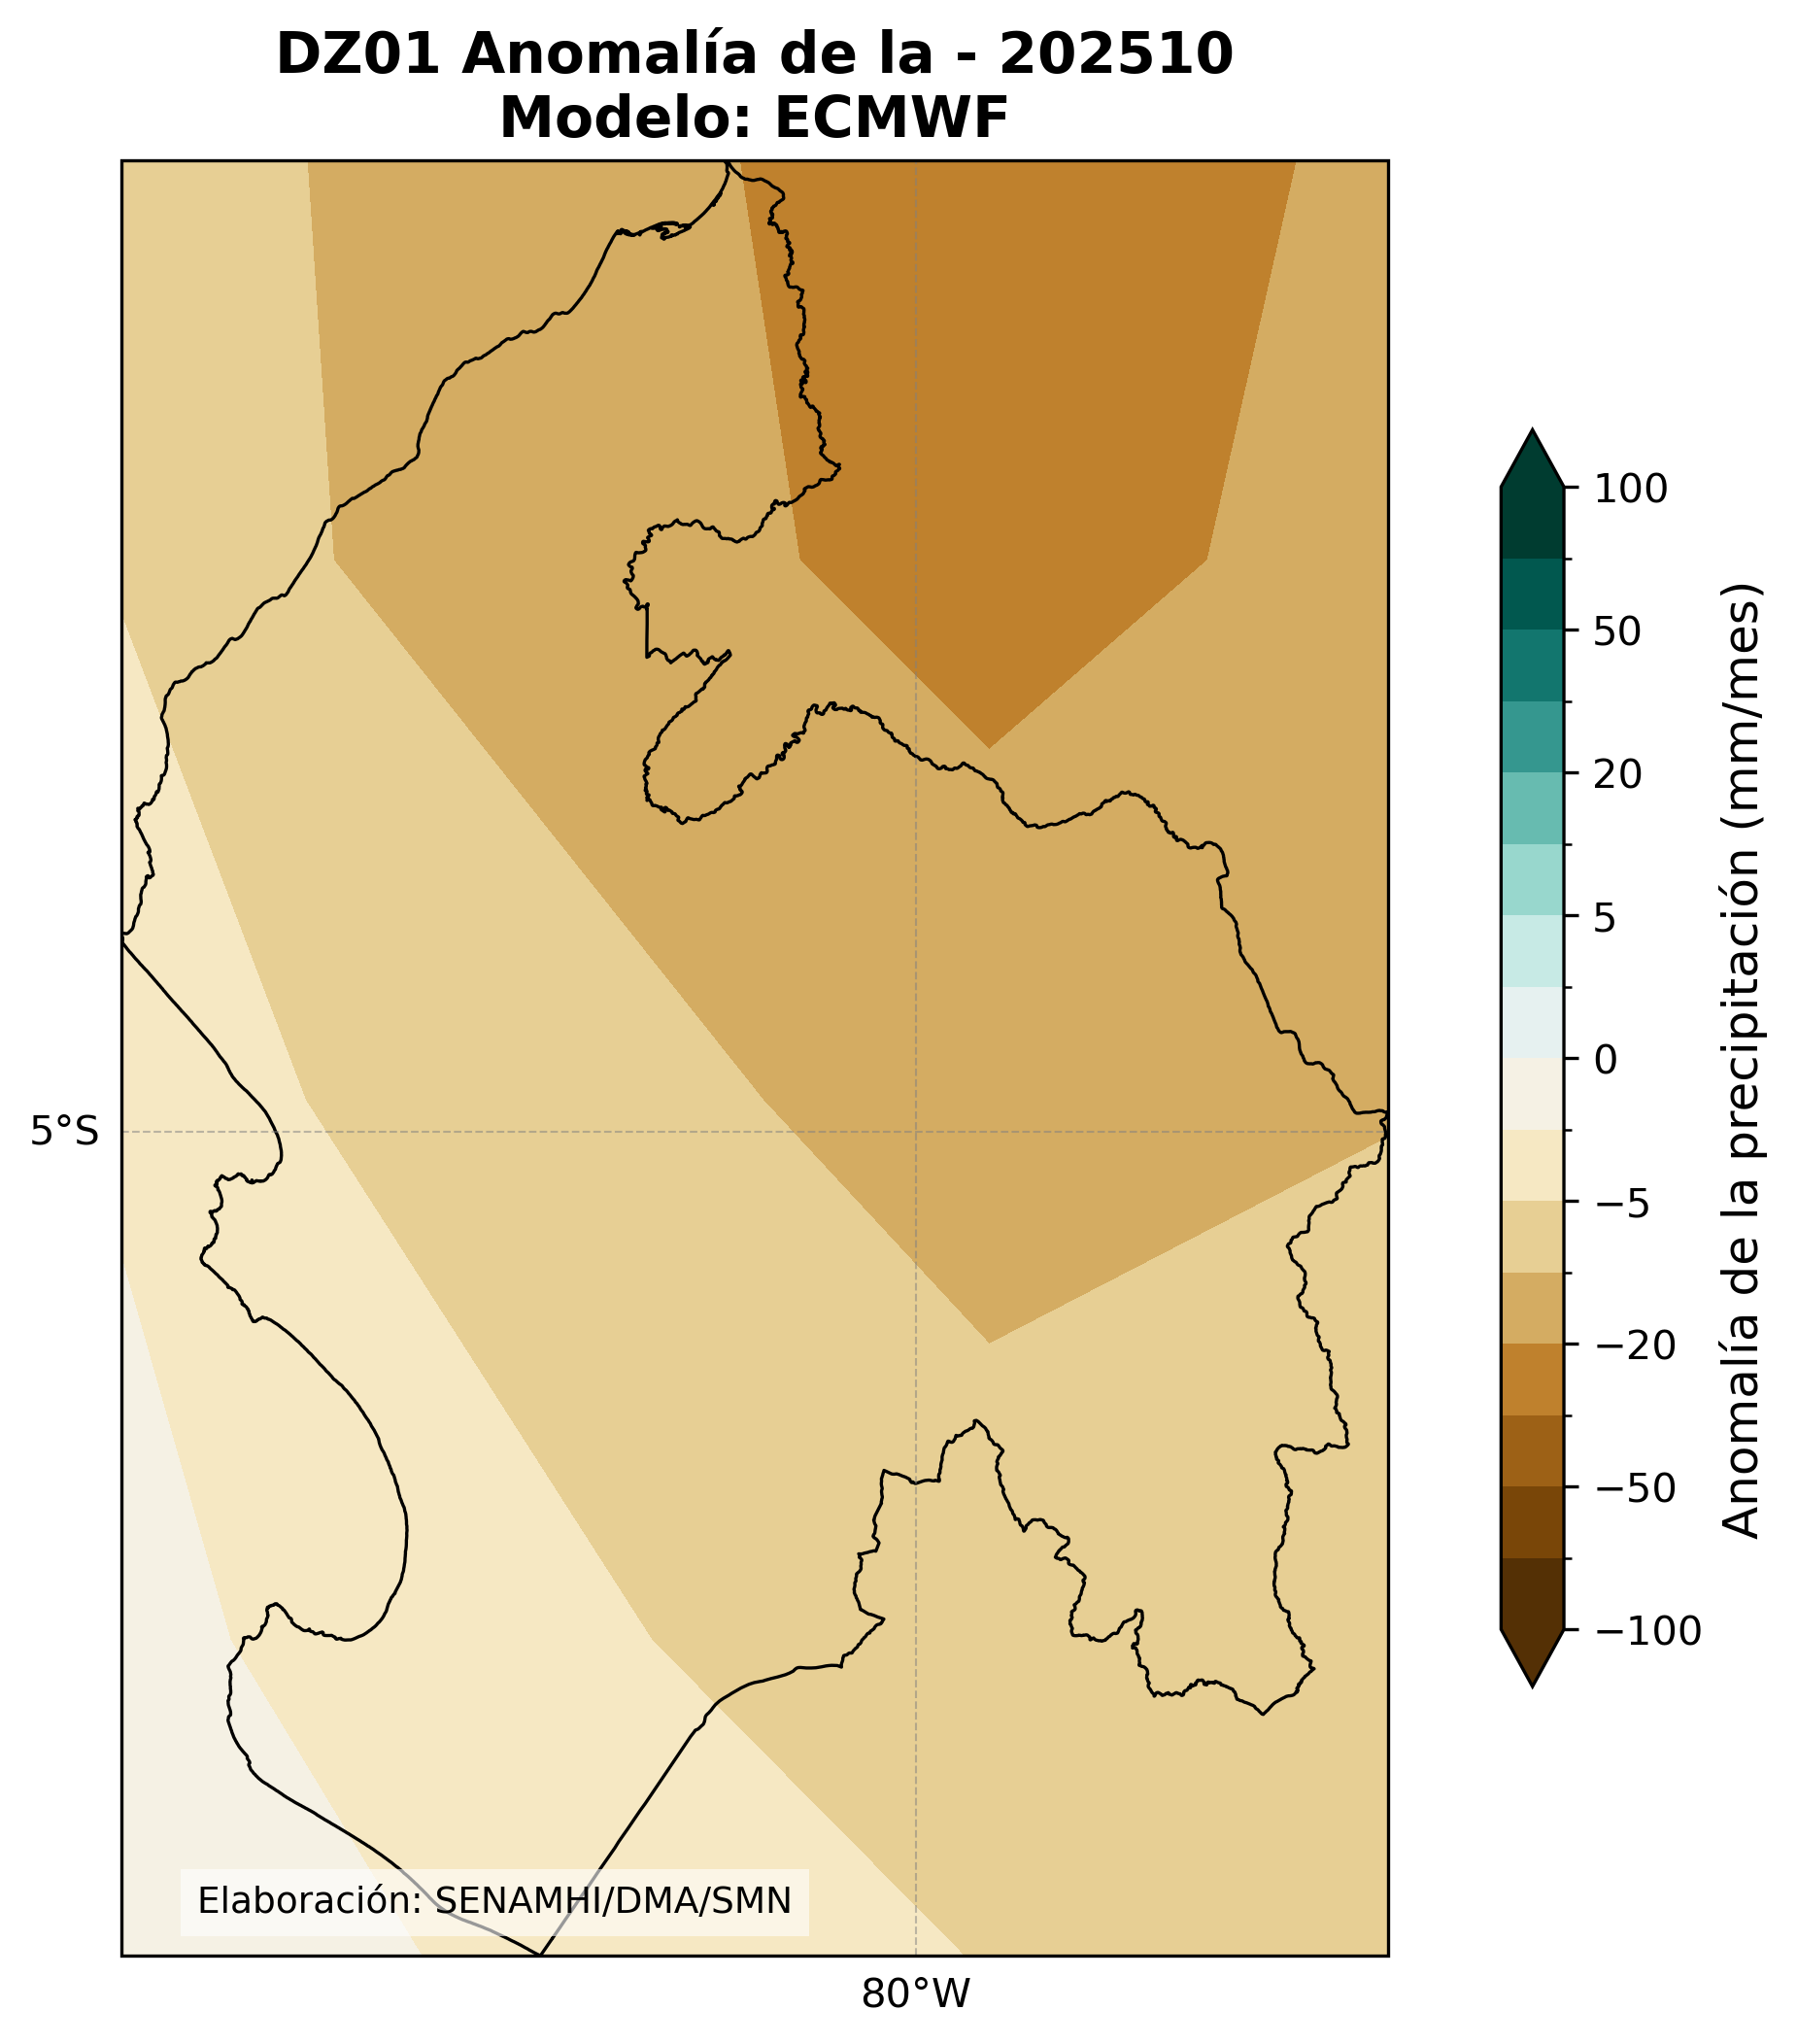 DZ01 Anomalía de la - 202510
Modelo: ECMWF
100
50
20
5
0
−5
−20
−50
−100
Anomalía de la precipitación (mm/mes)
5°S
Elaboración: SENAMHI/DMA/SMN
80°W